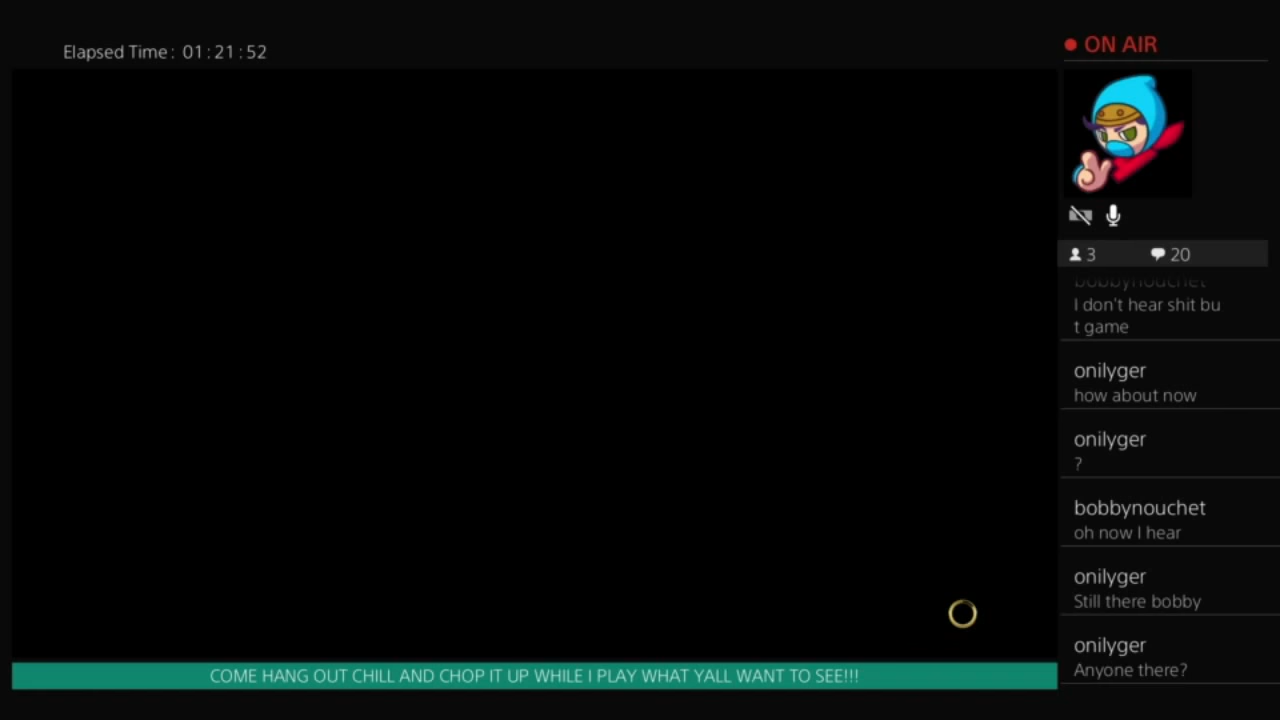 Elapsed Time: 01:21:52
ON AIR
3 20
bobbynouchet
I don't hear shit bu
t game
onilyger
how about now
onilyger
?
bobbynouchet
oh now I hear
onilyger
Still there bobby
onilyger
Anyone there?
COME HANG OUT CHILL AND CHOP IT UP WHILE I PLAY WHAT YALL WANT TO SEE!!!